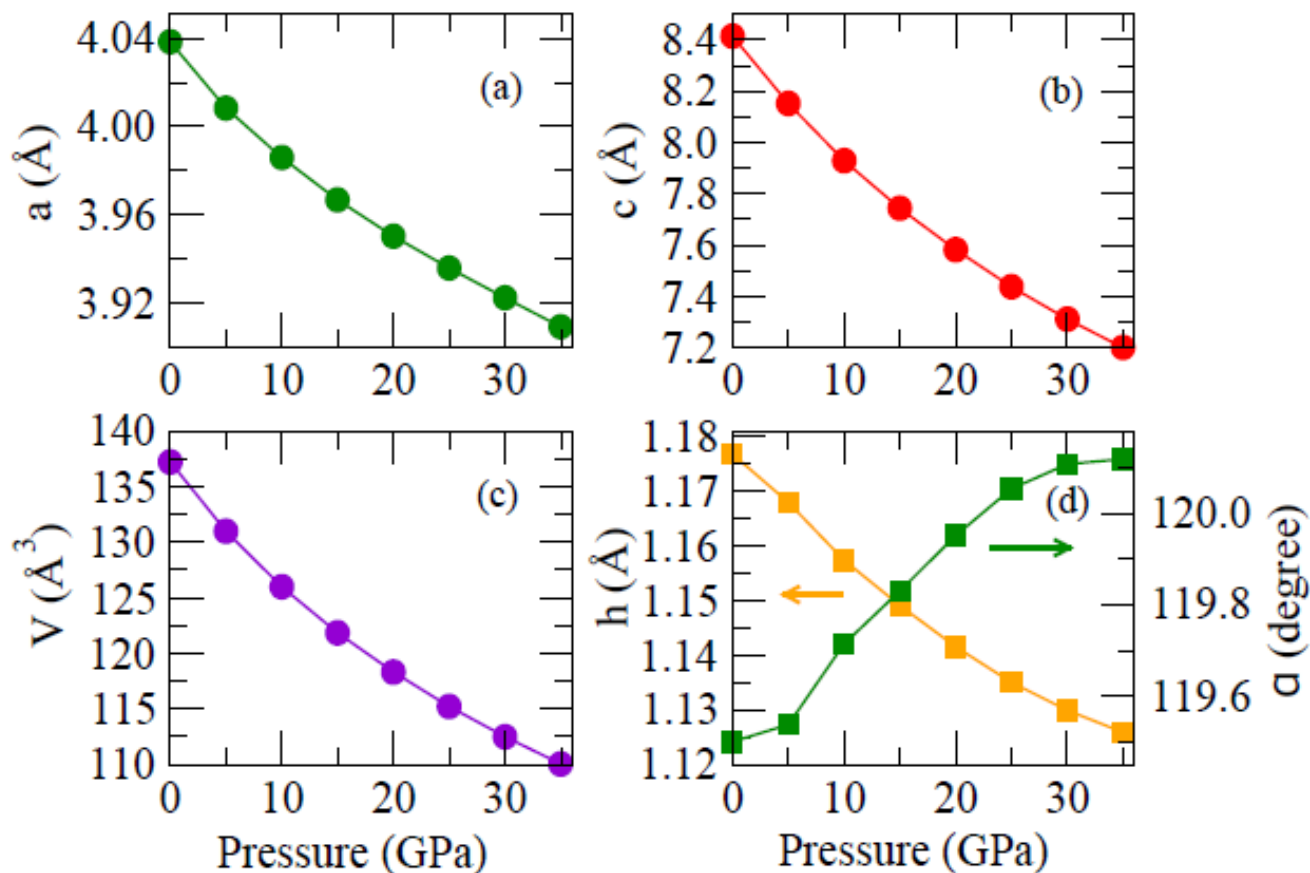 4.04
4.00
3.96
3.92
a (Å)
(a)
0 10 20 30
8.4
8.2
8.0
7.8
7.6
7.4
7.2
c (Å)
(b)
0 10 20 30
140
135
130
125
120
115
110
V (Å³)
(c)
0 10 20 30
Pressure (GPa)
1.18
1.17
1.16
1.15
1.14
1.13
1.12
h (Å)
(d)
120.0
119.8
119.6
α (degree)
0 10 20 30
Pressure (GPa)